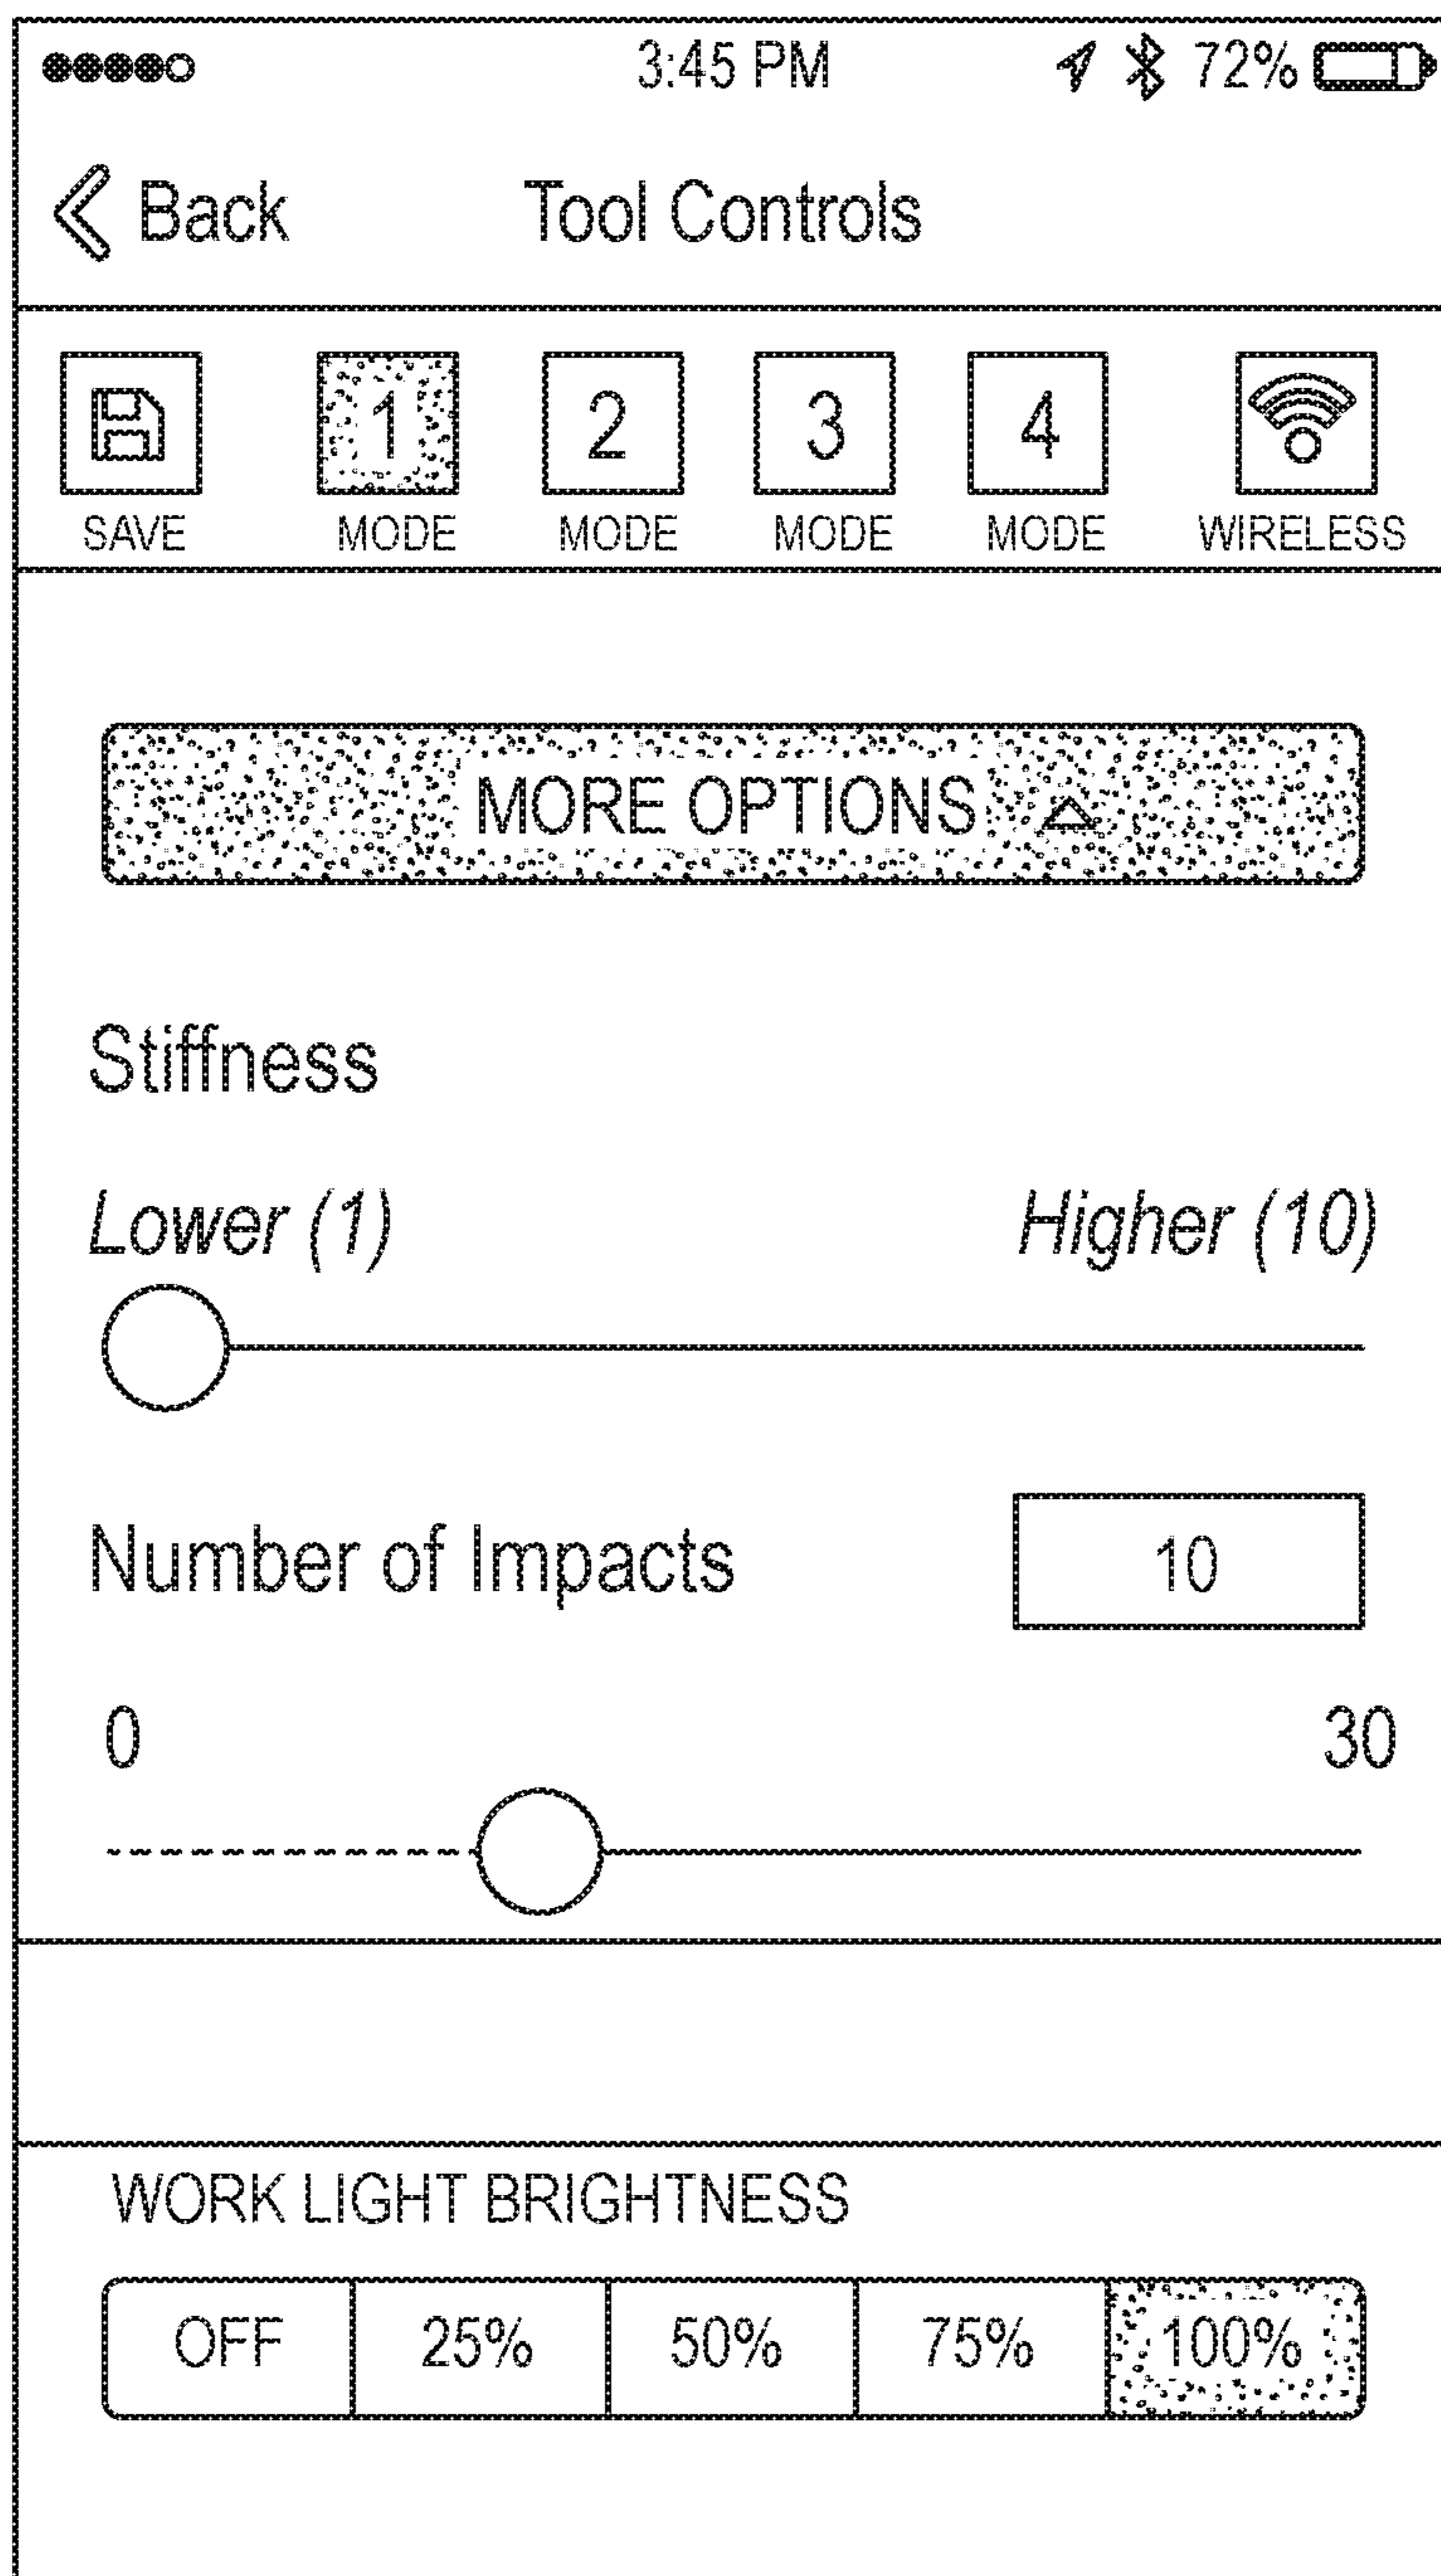 3:45 PM 72%
Back Tool Controls
1 2 3 4
SAVE MODE MODE MODE MODE WIRELESS
MORE OPTIONS
Stiffness
Lower (1) Higher (10)
Number of Impacts 10
0 30
WORK LIGHT BRIGHTNESS
OFF 25% 50% 75% 100%